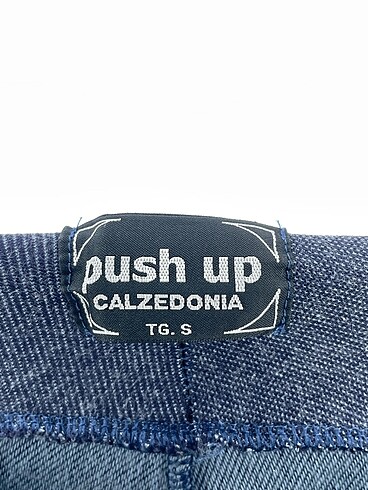 push up
CALZEDONIA
TG. S